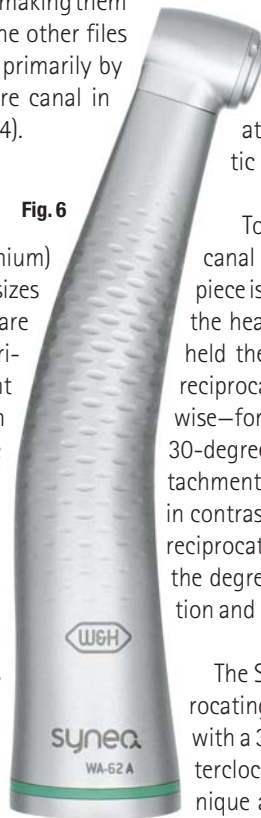 making them
ne other files
primarily by
re canal in
4).
Fig. 6
nium)
sizes
are
ri-
nt
n
at
tic
To
canal
piece is
the hea
held the
reciproca
wise—for
30-degree
tachment
in contras
reciprocat
the degre
tion and
The S
rocating
with a 3
terclock
nique a
W&H
synea
WA-62 A